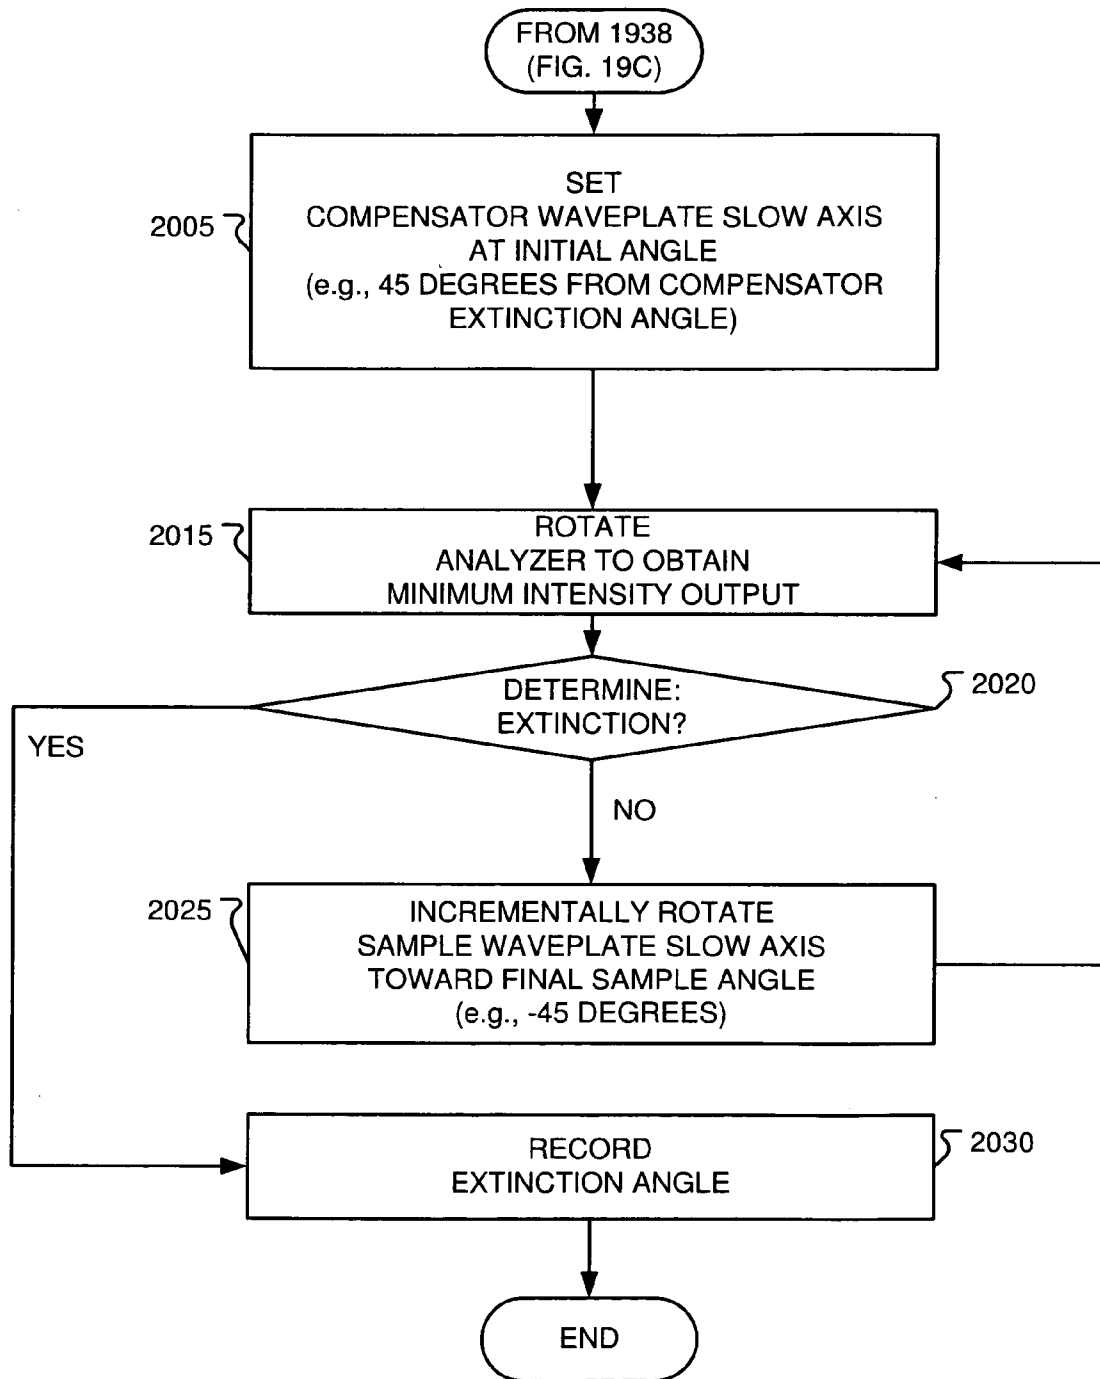 FROM 1938
(FIG. 19C)
SET
COMPENSATOR WAVEPLATE SLOW AXIS
AT INITIAL ANGLE
(e.g., 45 DEGREES FROM COMPENSATOR
EXTINCTION ANGLE)
2005
ROTATE
ANALYZER TO OBTAIN
MINIMUM INTENSITY OUTPUT
2015
DETERMINE:
EXTINCTION?
2020
YES
NO
INCREMENTALLY ROTATE
SAMPLE WAVEPLATE SLOW AXIS
TOWARD FINAL SAMPLE ANGLE
(e.g., -45 DEGREES)
2025
RECORD
EXTINCTION ANGLE
2030
END